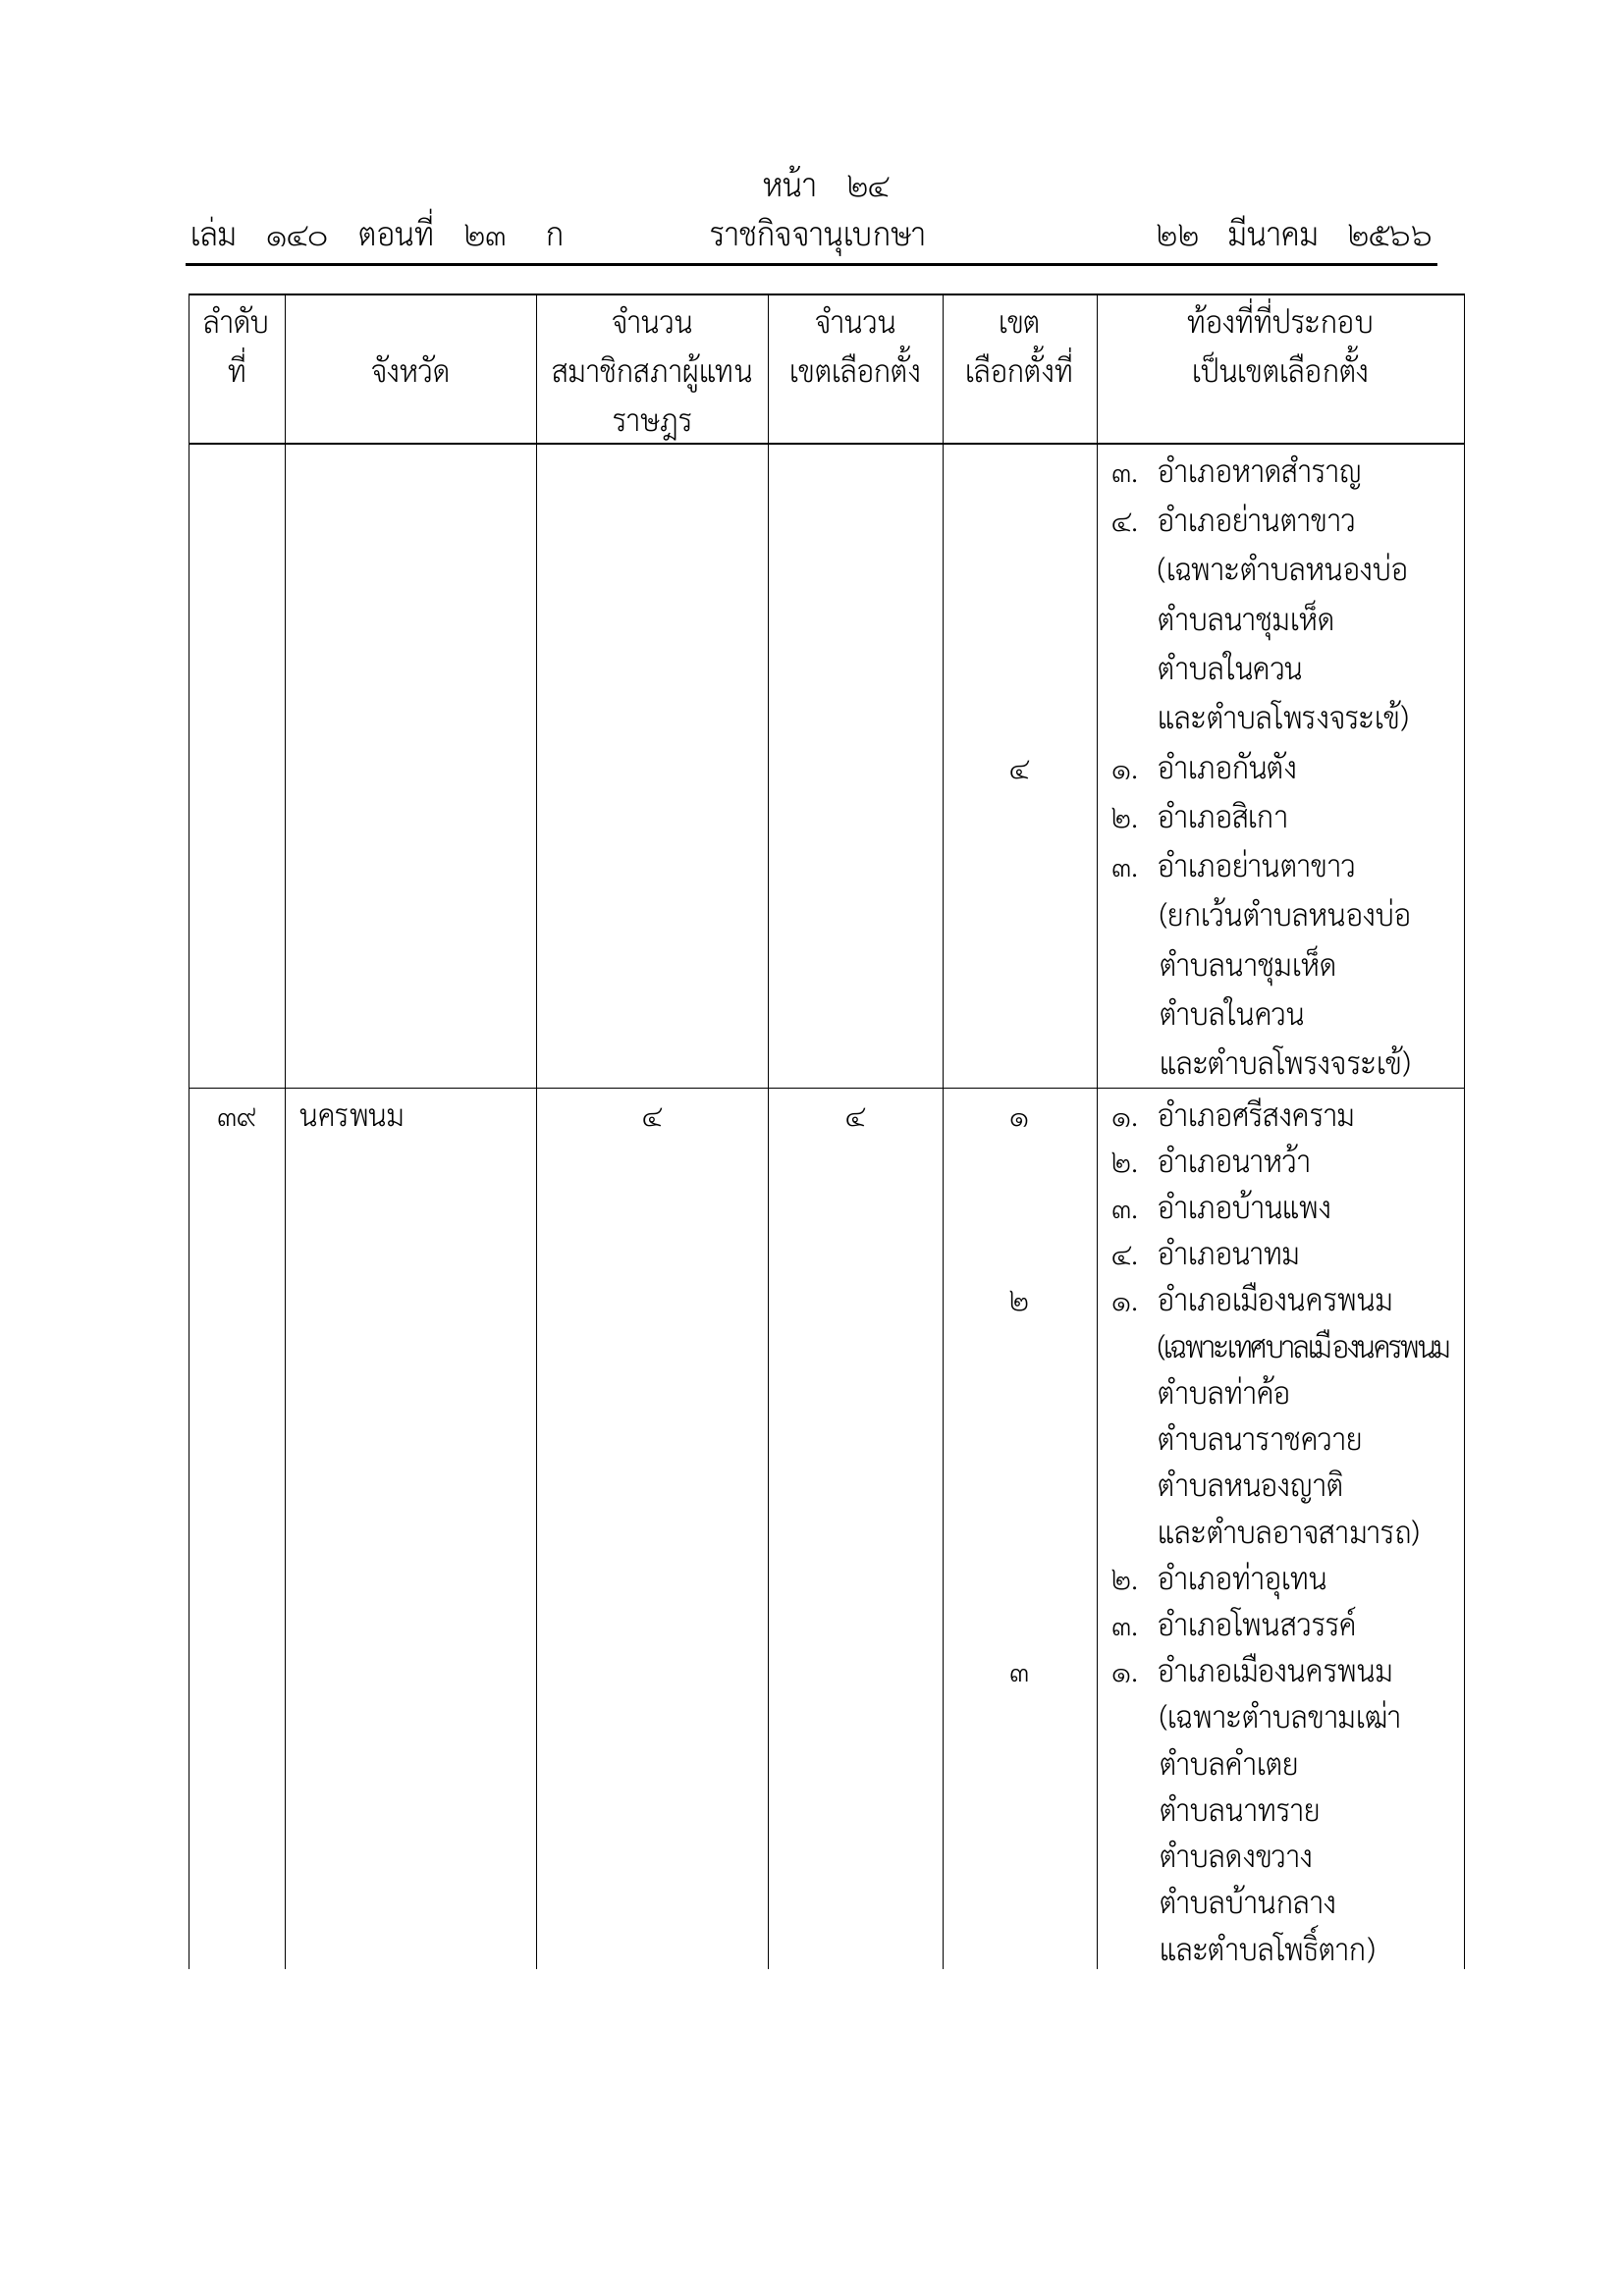 หน้า ๒๔
เล่ม ๑๔๐ ตอนที่ ๒๓ ก ราชกิจจานุเบกษา ๒๒ มีนาคม ๒๕๖๖
ลำดับ จำนวน จำนวน เขต ท้องที่ที่ประกอบ
ที่ จังหวัด สมาชิกสภาผู้แทน เขตเลือกตั้ง เลือกตั้งที่ เป็นเขตเลือกตั้ง
ราษฎร
๓. อำเภอหาดสำราญ
๔. อำเภอย่านตาขาว
(เฉพาะตำบลหนองบ่อ
ตำบลนาชุมเห็ด
ตำบลในควน
และตำบลโพรงจระเข้)
๔ ๑. อำเภอกันตัง
๒. อำเภอสิเกา
๓. อำเภอย่านตาขาว
(ยกเว้นตำบลหนองบ่อ
ตำบลนาชุมเห็ด
ตำบลในควน
และตำบลโพรงจระเข้)
๓๙ นครพนม ๔ ๔ ๑ ๑. อำเภอศรีสงคราม
๒. อำเภอนาหว้า
๓. อำเภอบ้านแพง
๔. อำเภอนาทม
๒ ๑. อำเภอเมืองนครพนม
(เฉพาะเทศบาลเมืองนครพนม
ตำบลท่าค้อ
ตำบลนาราชควาย
ตำบลหนองญาติ
และตำบลอาจสามารถ)
๒. อำเภอท่าอุเทน
๓. อำเภอโพนสวรรค์
๓ ๑. อำเภอเมืองนครพนม
(เฉพาะตำบลขามเฒ่า
ตำบลคำเตย
ตำบลนาทราย
ตำบลดงขวาง
ตำบลบ้านกลาง
และตำบลโพธิ์ตาก)